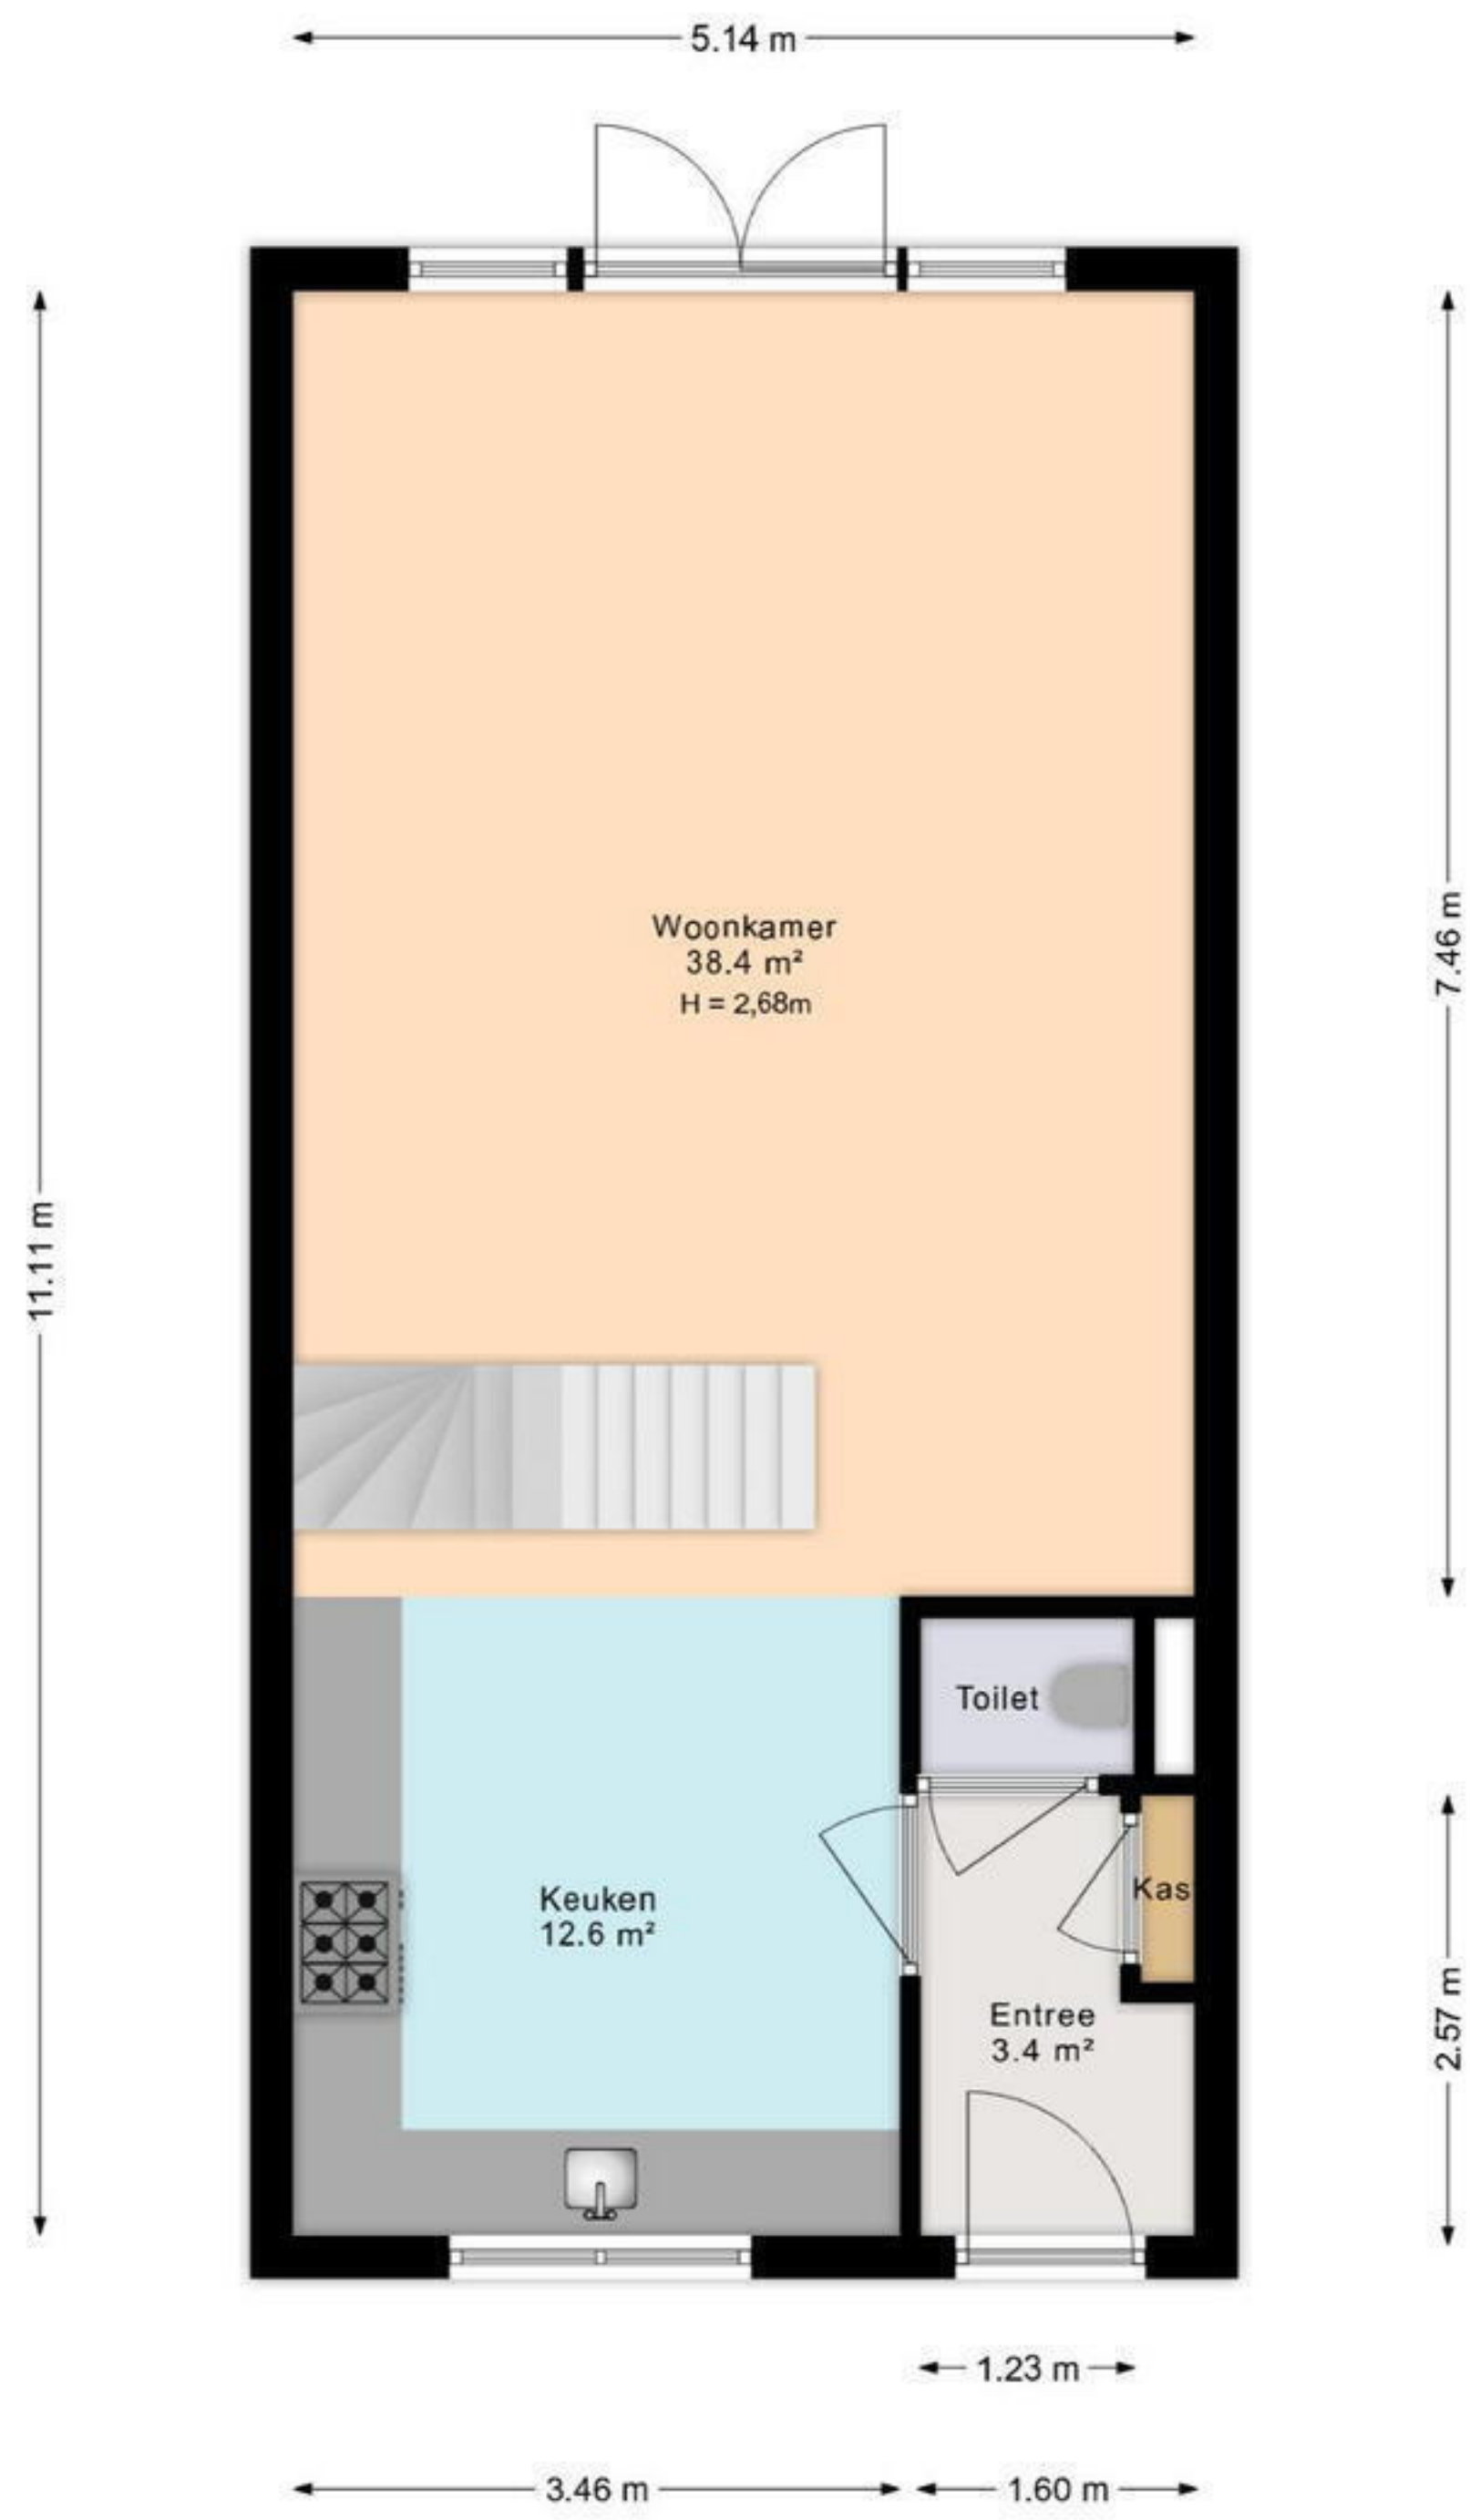 5.14 m
Woonkamer
38.4 m²
H = 2,68m
7.46 m
11.11 m
Toilet
Kas
Keuken
12.6 m²
Entree
3.4 m²
2.57 m
1.23 m
3.46 m
1.60 m